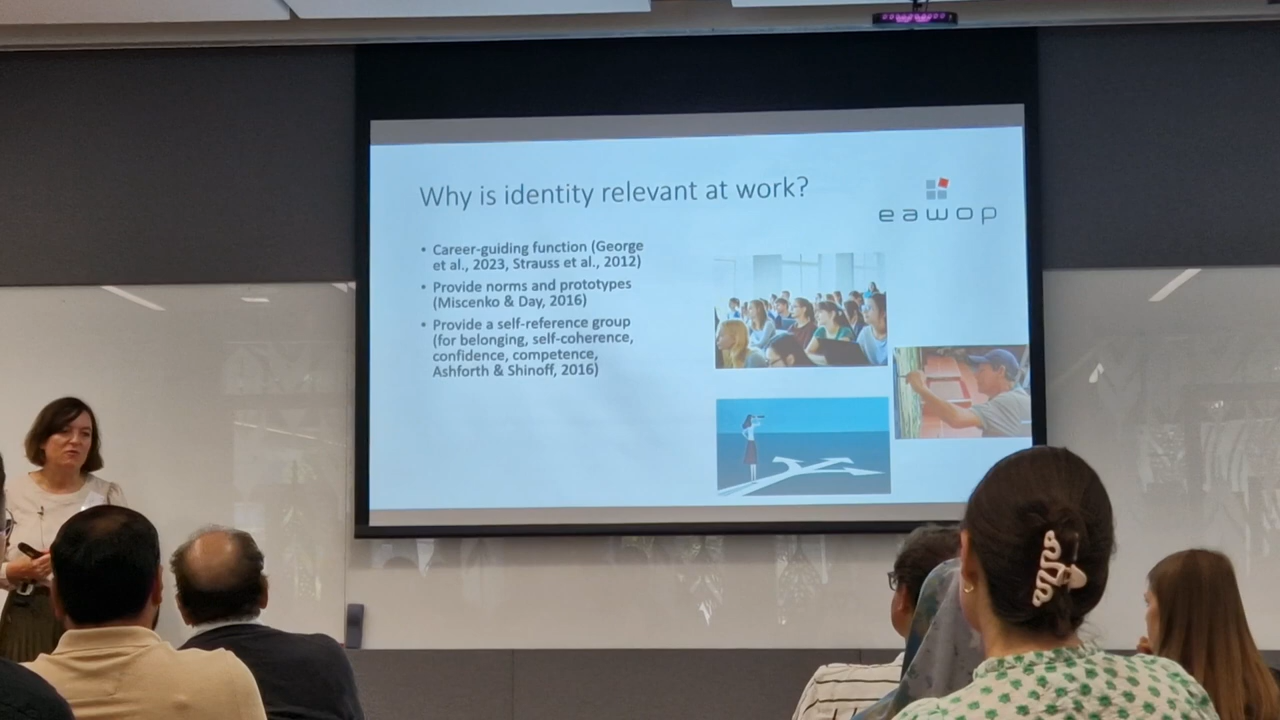 Why is identity relevant at work?
eawop
• Career-guiding function (George
et al., 2023, Strauss et al., 2012)
• Provide norms and prototypes
(Miscenko & Day, 2016)
• Provide a self-reference group
(for belonging, self-coherence,
confidence, competence,
Ashforth & Shinoff, 2016)